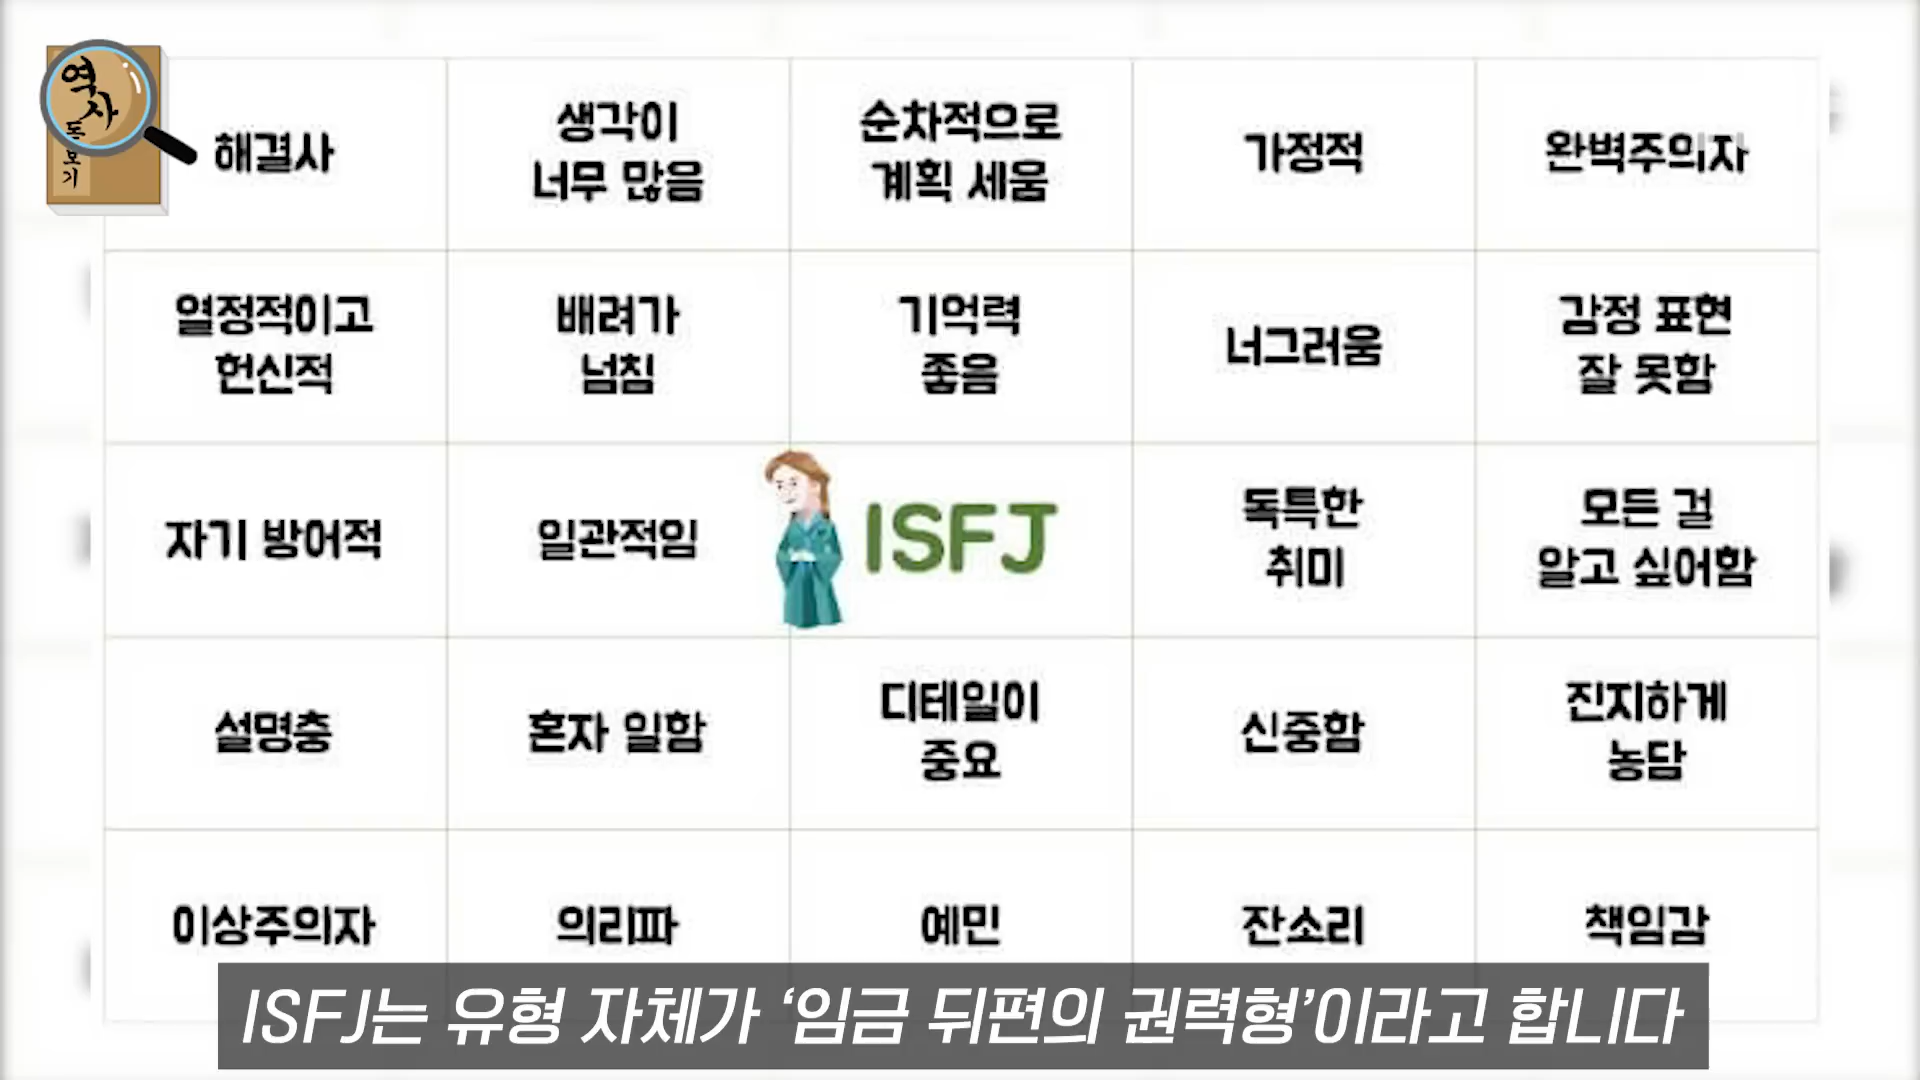 역사
돋보기
해결사
생각이
너무 많음
순차적으로
계획 세움
가정적
완벽주의자
열정적이고
헌신적
배려가
넘침
기억력
좋음
너그러움
감정 표현
잘 못함
자기 방어적
일관적임
ISFJ
독특한
취미
모든 걸
알고 싶어함
설명충
혼자 일함
디테일이
중요
신중함
진지하게
농담
이상주의자
의리파
예민
잔소리
책임감
ISFJ는 유형 자체가 ‘임금 뒤편의 권력형’이라고 합니다